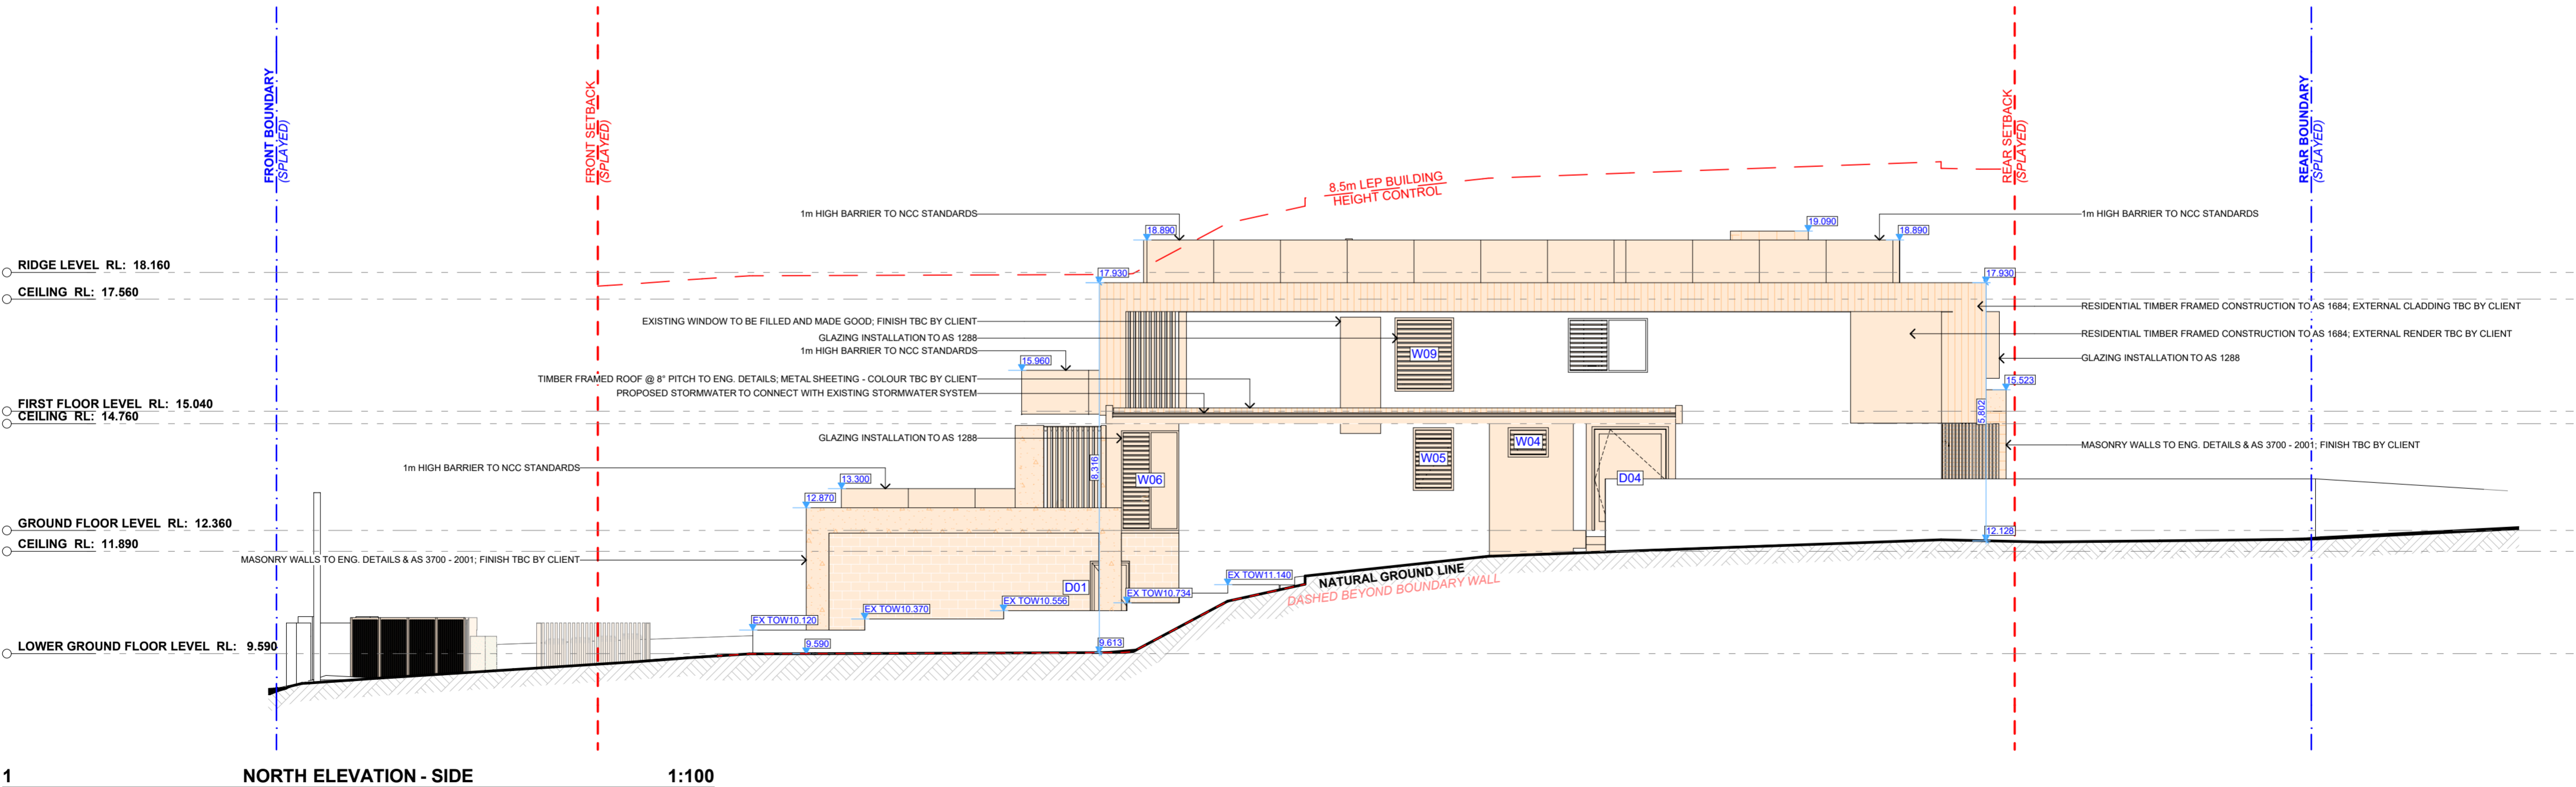 FRONT BOUNDARY
(SPLAYED)
FRONT SETBACK
(SPLAYED)
REAR SETBACK
(SPLAYED)
REAR BOUNDARY
(SPLAYED)
8.5m LEP BUILDING
HEIGHT CONTROL
1m HIGH BARRIER TO NCC STANDARDS
18.890
19.090
18.890
1m HIGH BARRIER TO NCC STANDARDS
RIDGE LEVEL RL: 18.160
17.930
17.930
CEILING RL: 17.560
RESIDENTIAL TIMBER FRAMED CONSTRUCTION TO AS 1684; EXTERNAL CLADDING TBC BY CLIENT
EXISTING WINDOW TO BE FILLED AND MADE GOOD; FINISH TBC BY CLIENT
RESIDENTIAL TIMBER FRAMED CONSTRUCTION TO AS 1684; EXTERNAL RENDER TBC BY CLIENT
GLAZING INSTALLATION TO AS 1288
1m HIGH BARRIER TO NCC STANDARDS
W09
GLAZING INSTALLATION TO AS 1288
15.960
TIMBER FRAMED ROOF @ 8° PITCH TO ENG. DETAILS; METAL SHEETING - COLOUR TBC BY CLIENT
15.523
PROPOSED STORMWATER TO CONNECT WITH EXISTING STORMWATER SYSTEM
FIRST FLOOR LEVEL RL: 15.040
CEILING RL: 14.760
5,802
GLAZING INSTALLATION TO AS 1288
W04
MASONRY WALLS TO ENG. DETAILS & AS 3700 - 2001; FINISH TBC BY CLIENT
W05
1m HIGH BARRIER TO NCC STANDARDS
8,316
W06
D04
13.300
12.870
GROUND FLOOR LEVEL RL: 12.360
12.128
CEILING RL: 11.890
MASONRY WALLS TO ENG. DETAILS & AS 3700 - 2001; FINISH TBC BY CLIENT
D01
EX TOW11.140
NATURAL GROUND LINE
DASHED BEYOND BOUNDARY WALL
EX TOW10.734
EX TOW10.556
EX TOW10.370
EX TOW10.120
LOWER GROUND FLOOR LEVEL RL: 9.590
9.590
9.613
1 NORTH ELEVATION - SIDE 1:100